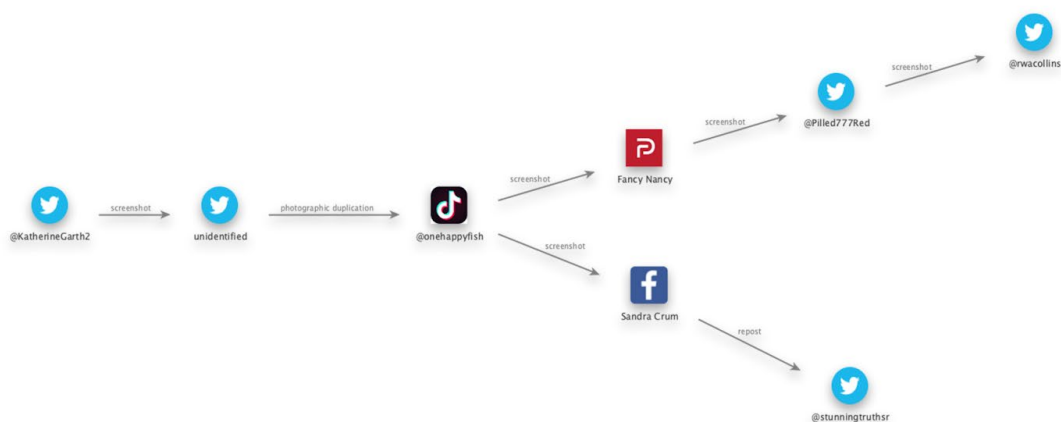 screenshot
@rwacollins
screenshot
@Pilled777Red
screenshot
Fancy Nancy
screenshot
photographic duplication
@KatherineGarth2
unidentified
@onehappyfish
screenshot
Sandra Crum
repost
@stunningtruthsr